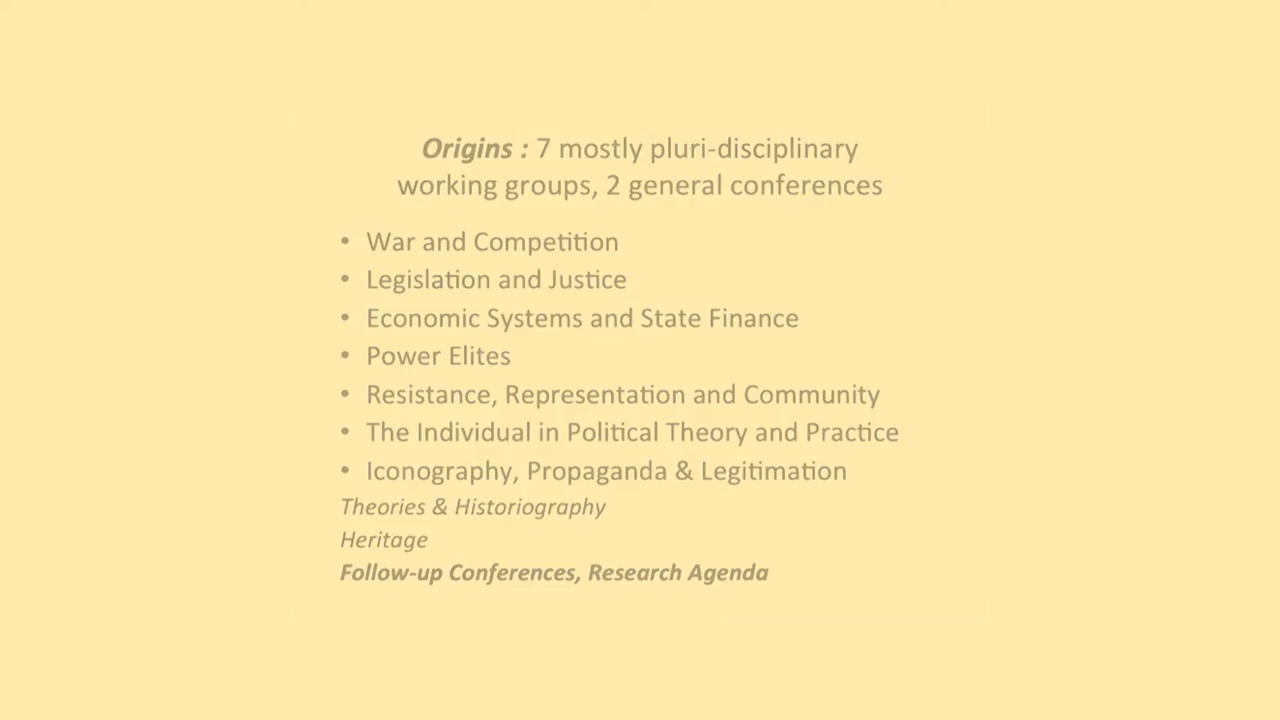 Origins : 7 mostly pluri-disciplinary
working groups, 2 general conferences
• War and Competition
• Legislation and Justice
• Economic Systems and State Finance
• Power Elites
• Resistance, Representation and Community
• The Individual in Political Theory and Practice
• Iconography, Propaganda & Legitimation
Theories & Historiography
Heritage
Follow-up Conferences, Research Agenda